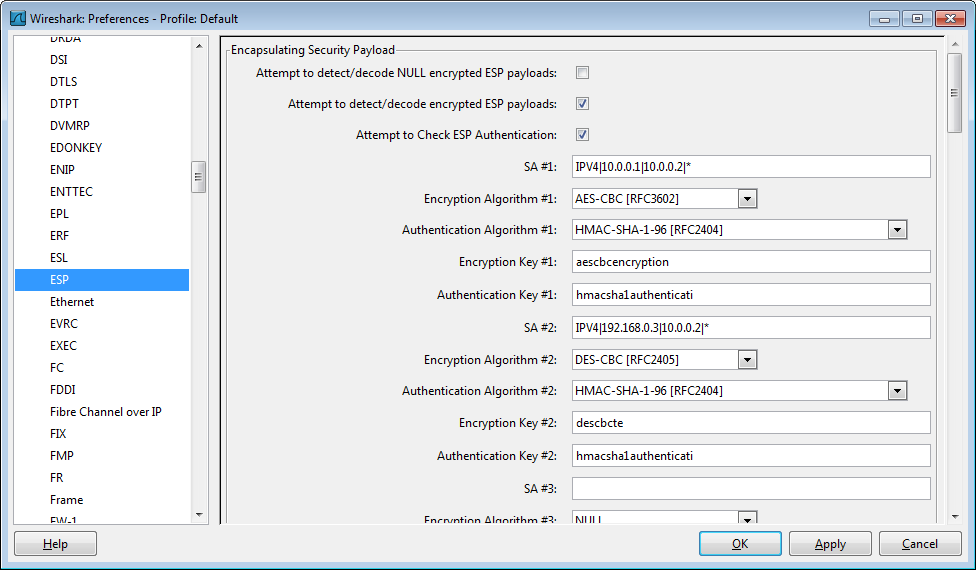 Wireshark: Preferences - Profile: Default
DRDA
DSI
DTLS
DTPT
DVMRP
EDONKEY
ENIP
ENTTEC
EPL
ERF
ESL
ESP
Ethernet
EVRC
EXEC
FC
FDDI
Fibre Channel over IP
FIX
FMP
FR
Frame
FW-1
Encapsulating Security Payload
Attempt to detect/decode NULL encrypted ESP payloads:
Attempt to detect/decode encrypted ESP payloads:
Attempt to Check ESP Authentication:
SA #1: IPV4|10.0.0.1|10.0.0.2|*
Encryption Algorithm #1: AES-CBC [RFC3602]
Authentication Algorithm #1: HMAC-SHA-1-96 [RFC2404]
Encryption Key #1: aescbcencryption
Authentication Key #1: hmacsha1authenticati
SA #2: IPV4|192.168.0.3|10.0.0.2|*
Encryption Algorithm #2: DES-CBC [RFC2405]
Authentication Algorithm #2: HMAC-SHA-1-96 [RFC2404]
Encryption Key #2: descbcte
Authentication Key #2: hmacsha1authenticati
SA #3:
Encryption Algorithm #3: NULL
Help
OK
Apply
Cancel